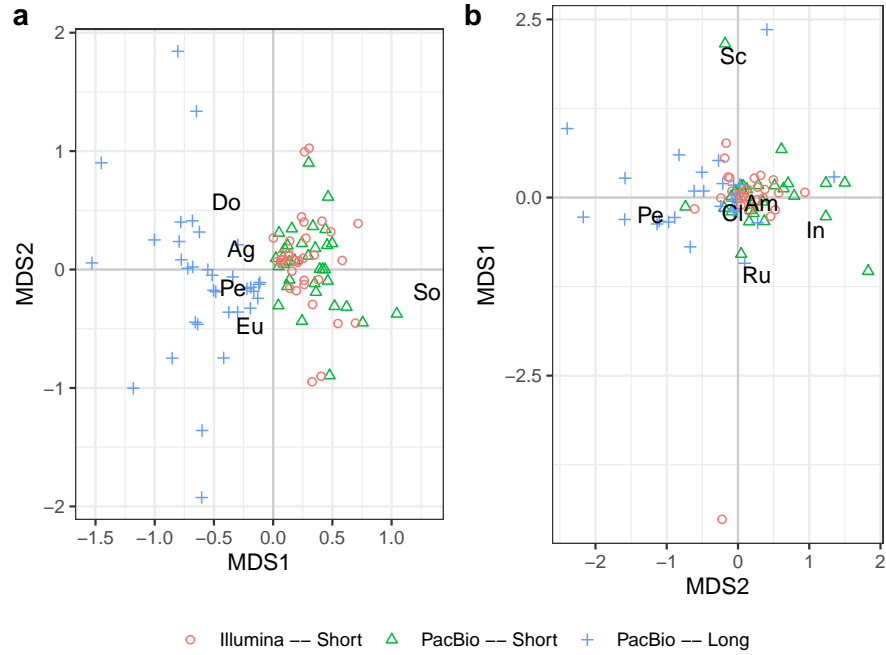 a
b
2
1
0
−1
−2
MDS2
−1.5
−1.0
−0.5
0.0
0.5
1.0
MDS1
Do
Ag
Pe
Eu
So
2.5
0.0
−2.5
MDS1
−2
−1
0
1
2
MDS2
Sc
Pe
Cl
Am
In
Ru
Illumina −− Short
PacBio −− Short
PacBio −− Long